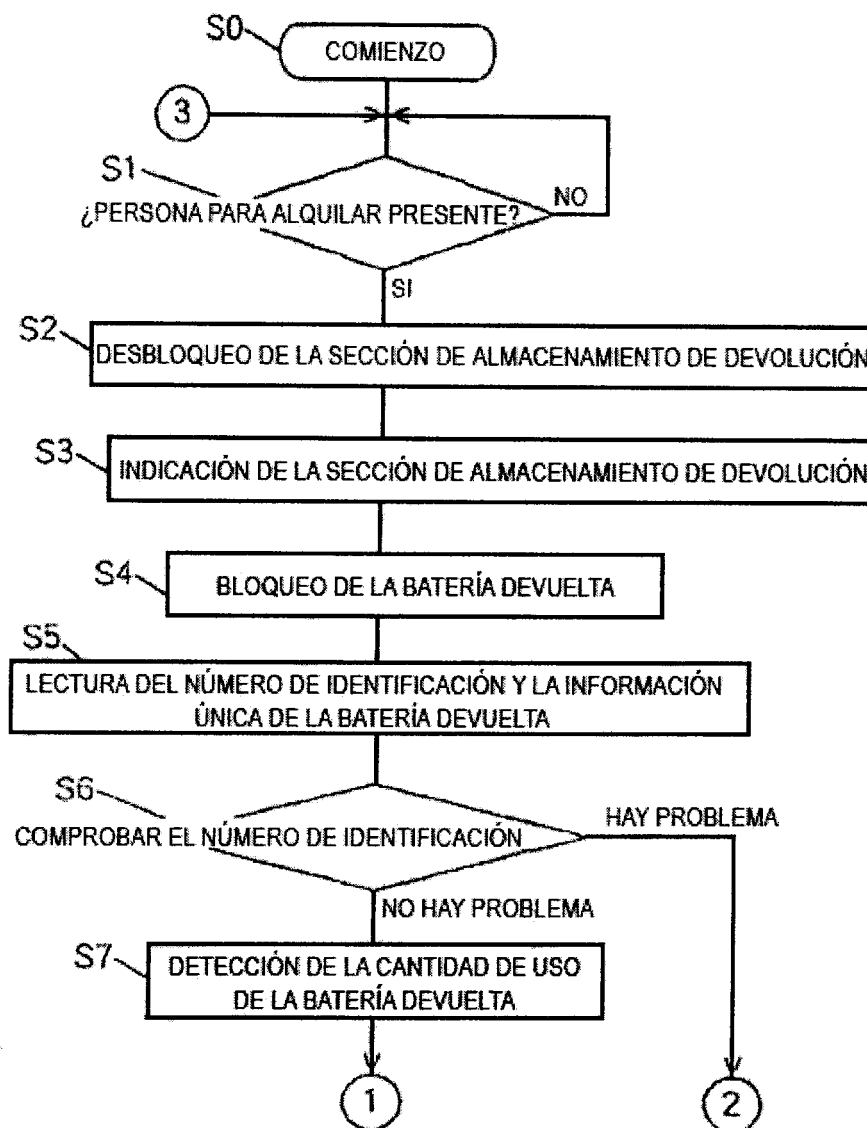 S0
COMIENZO
3
S1
¿PERSONA PARA ALQUILAR PRESENTE?
NO
SI
S2
DESBLOQUEO DE LA SECCIÓN DE ALMACENAMIENTO DE DEVOLUCIÓN
S3
INDICACIÓN DE LA SECCIÓN DE ALMACENAMIENTO DE DEVOLUCIÓN
S4
BLOQUEO DE LA BATERÍA DEVUELTA
S5
LECTURA DEL NÚMERO DE IDENTIFICACIÓN Y LA INFORMACIÓN
ÚNICA DE LA BATERÍA DEVUELTA
S6
COMPROBAR EL NÚMERO DE IDENTIFICACIÓN
HAY PROBLEMA
NO HAY PROBLEMA
S7
DETECCIÓN DE LA CANTIDAD DE USO
DE LA BATERÍA DEVUELTA
1
2